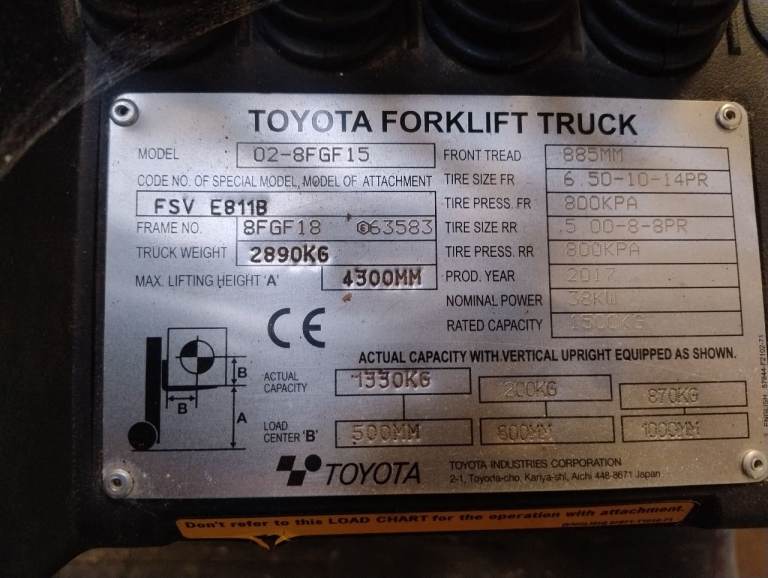 TOYOTA FORKLIFT TRUCK
MODEL 02-8FGF15
CODE NO. OF SPECIAL MODEL, MODEL OF ATTACHMENT
FSV E811B
FRAME NO. 8FGF18 63583
TRUCK WEIGHT 2890KG
MAX. LIFTING HEIGHT 'A' 4300MM
FRONT TREAD 885MM
TIRE SIZE FR 6.50-10-14PR
TIRE PRESS. FR 800KPA
TIRE SIZE RR 5.00-8-8PR
TIRE PRESS. RR 800KPA
PROD. YEAR 2017
NOMINAL POWER 38KW
RATED CAPACITY 1500KG
CE
B
B
A
ACTUAL CAPACITY WITH VERTICAL UPRIGHT EQUIPPED AS SHOWN.
ACTUAL CAPACITY 1330KG 870KG
LOAD CENTER 'B' 500MM 600MM 1000MM
TOYOTA
TOYOTA INDUSTRIES CORPORATION
2-1, Toyoda-cho, Kariya-shi, Aichi 448-8671 Japan
Don't refer to this LOAD CHART for the operation with attachment.